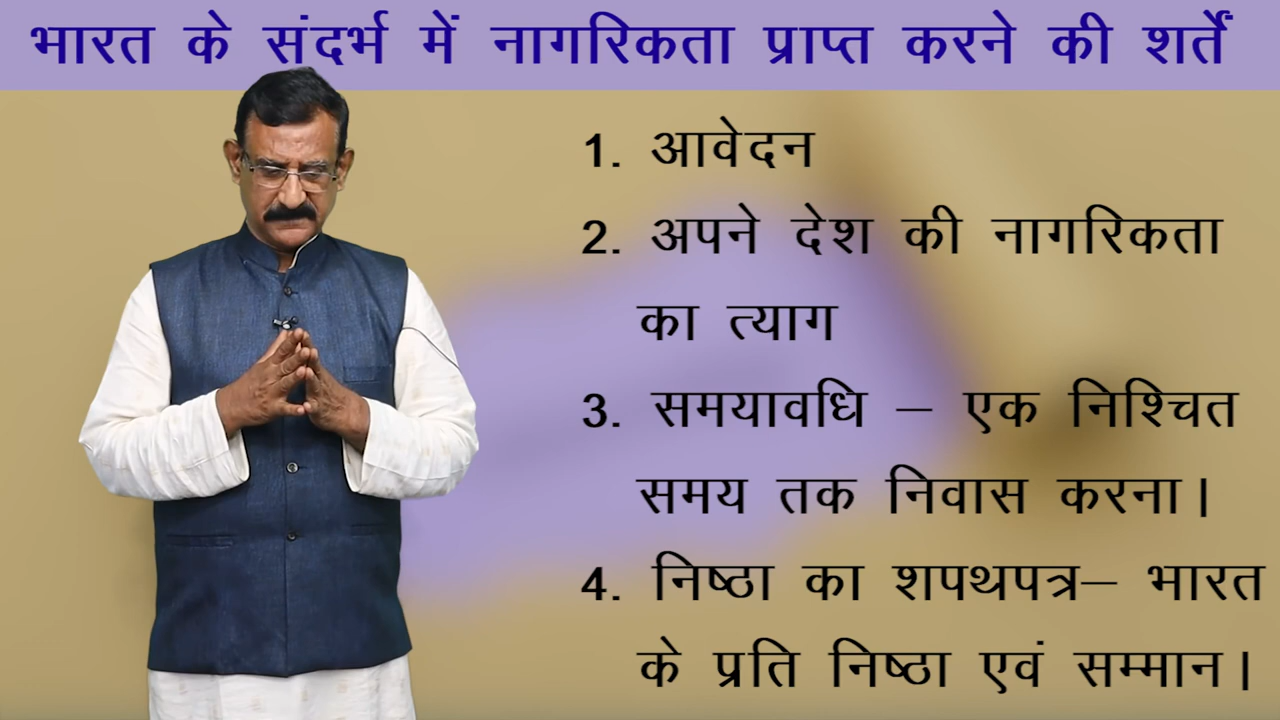 भारत के संदर्भ में नागरिकता प्राप्त करने की शर्तें
1. आवेदन
2. अपने देश की नागरिकता
का त्याग
3. समयावधि – एक निश्चित
समय तक निवास करना।
4. निष्ठा का शपथपत्र– भारत
के प्रति निष्ठा एवं सम्मान।